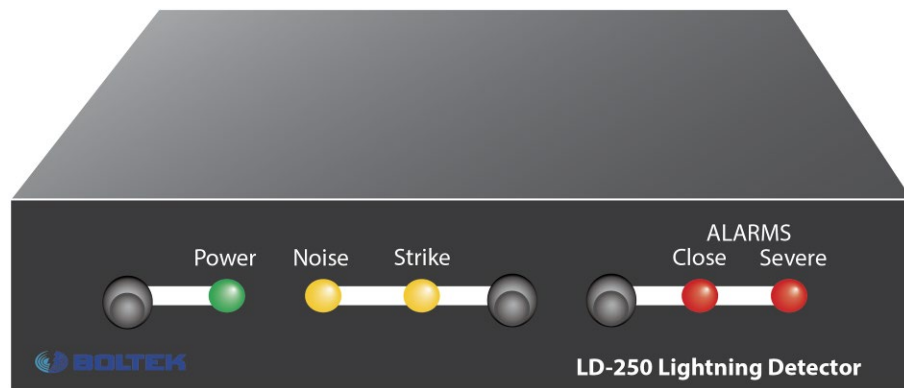 ALARMS
Power Noise Strike Close Severe
BOLTEK LD-250 Lightning Detector